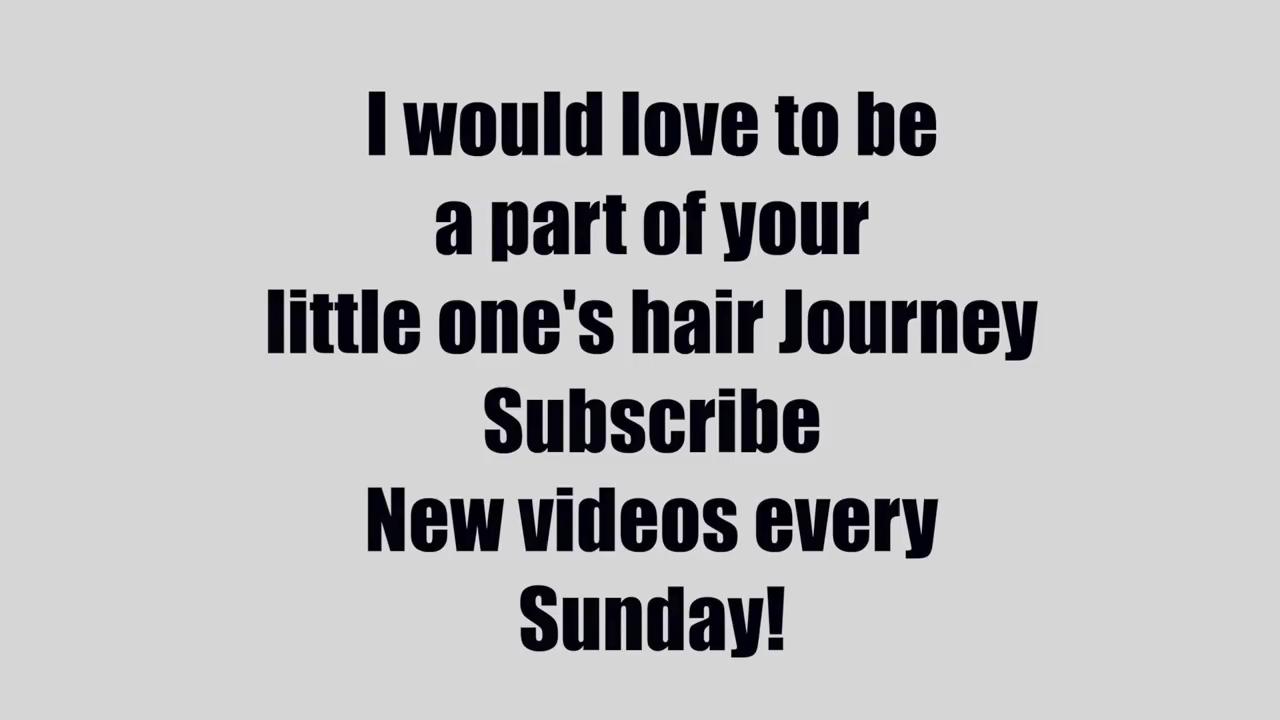 I would love to be
a part of your
little one's hair Journey
Subscribe
New videos every
Sunday!